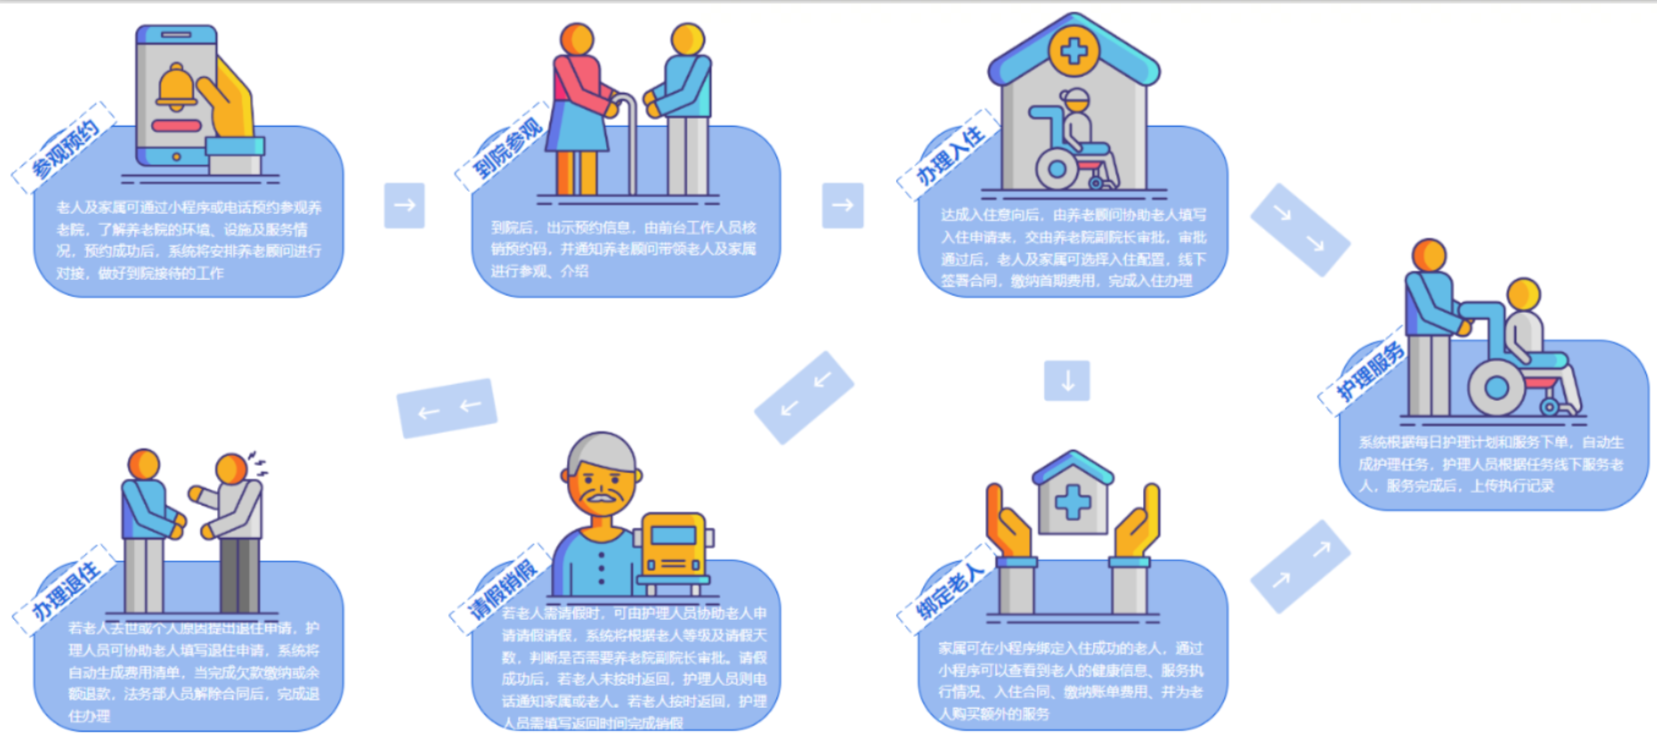 参观预约
老人及家属可通过小程序或电话预约参观养
老院，了解养老院的环境、设施及服务情
况，预约成功后，系统将安排养老顾问进行
对接，做好到院接待的工作
到院参观
到院后，出示预约信息，由前台工作人员核
销预约码，并通知养老顾问带领老人及家属
进行参观、介绍
办理入住
达成入住意向后，由养老顾问协助老人填写
入住申请表，交由养老院副院长审批，审批
通过后，老人及家属可选择入住配置，线下
签署合同，缴纳首期费用，完成入住办理
护理服务
系统根据每日护理计划和服务下单，自动生
成护理任务，护理人员根据任务线下服务老
人，服务完成后，上传执行记录
绑定老人
家属可在小程序绑定入住成功的老人，通过
小程序可以查看到老人的健康信息、服务执
行情况、入住合同、缴纳账单费用、并为老
人购买额外的服务
请假销假
若老人需请假时，可由护理人员协助老人申
请请假请假，系统将根据老人等级及请假天
数，判断是否需要养老院副院长审批。请假
成功后，若老人未按时返回，护理人员则电
话通知家属或老人。若老人按时返回，护理
人员需填写返回时间完成销假
办理退住
若老人去世或个人原因提出退住申请，护
理人员可协助老人填写退住申请，系统将
自动生成费用清单，当完成欠款缴纳或余
额退款，法务部人员解除合同后，完成退
住办理